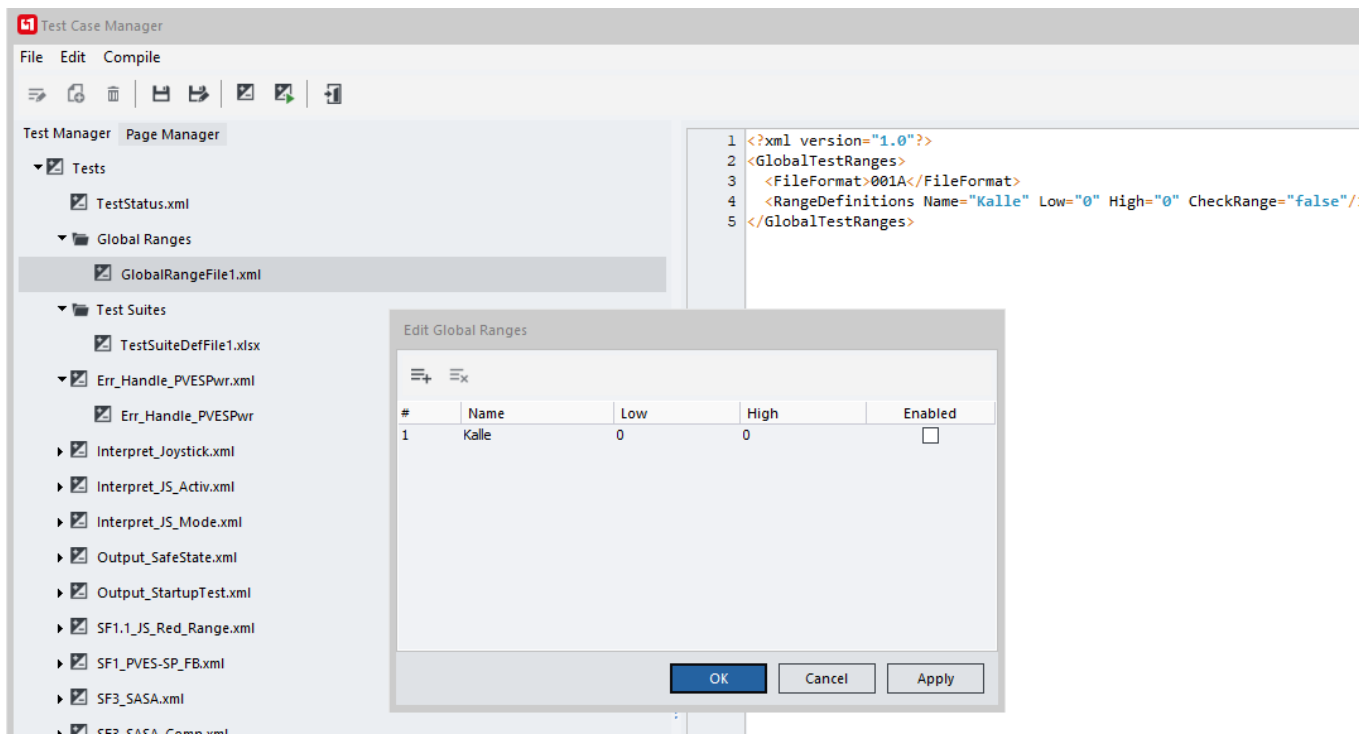 Test Case Manager
File Edit Compile
Test Manager Page Manager
Tests
TestStatus.xml
Global Ranges
GlobalRangeFile1.xml
Test Suites
TestSuiteDefFile1.xlsx
Err_Handle_PVESPwr.xml
Err_Handle_PVESPwr
Interpret_Joystick.xml
Interpret_JS_Activ.xml
Interpret_JS_Mode.xml
Output_SafeState.xml
Output_StartupTest.xml
SF1.1_JS_Red_Range.xml
SF1_PVES-SP_FB.xml
SF3_SASA.xml
SF3_SASA_Comp.xml
1 <?xml version="1.0"?>
2 <GlobalTestRanges>
3 <FileFormat>001A</FileFormat>
4 <RangeDefinitions Name="Kalle" Low="0" High="0" CheckRange="false"/
5 </GlobalTestRanges>
Edit Global Ranges
# Name Low High Enabled
1 Kalle 0 0
OK Cancel Apply